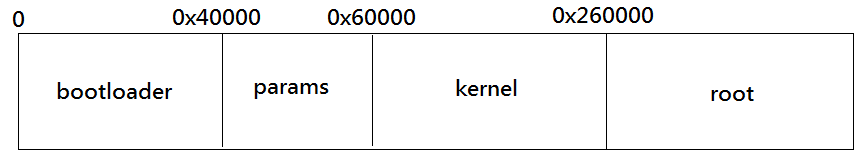 0 0x40000 0x60000 0x260000
bootloader params kernel root